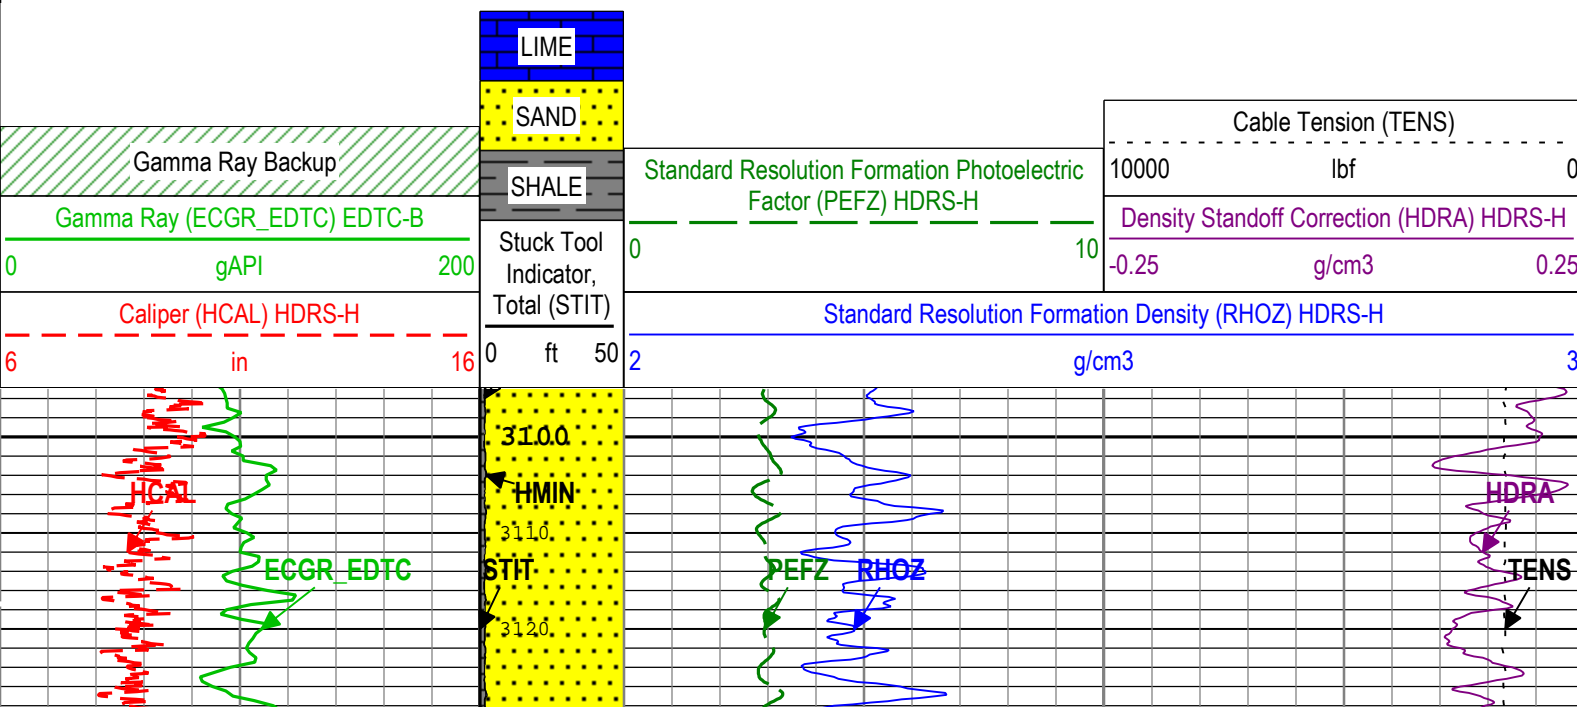 LIME
SAND
SHALE
Gamma Ray Backup
Gamma Ray (ECGR_EDTC) EDTC-B
0 gAPI 200
Caliper (HCAL) HDRS-H
6 in 16
Stuck Tool
Indicator,
Total (STIT)
0 ft 50
Standard Resolution Formation Photoelectric
Factor (PEFZ) HDRS-H
0 10
Cable Tension (TENS)
10000 lbf 0
Density Standoff Correction (HDRA) HDRS-H
-0.25 g/cm3 0.25
Standard Resolution Formation Density (RHOZ) HDRS-H
2 g/cm3 3
3100
HCAL
HMIN
HDRA
3110
ECGR_EDTC
STIT
PEFZ
RHOZ
TENS
3120